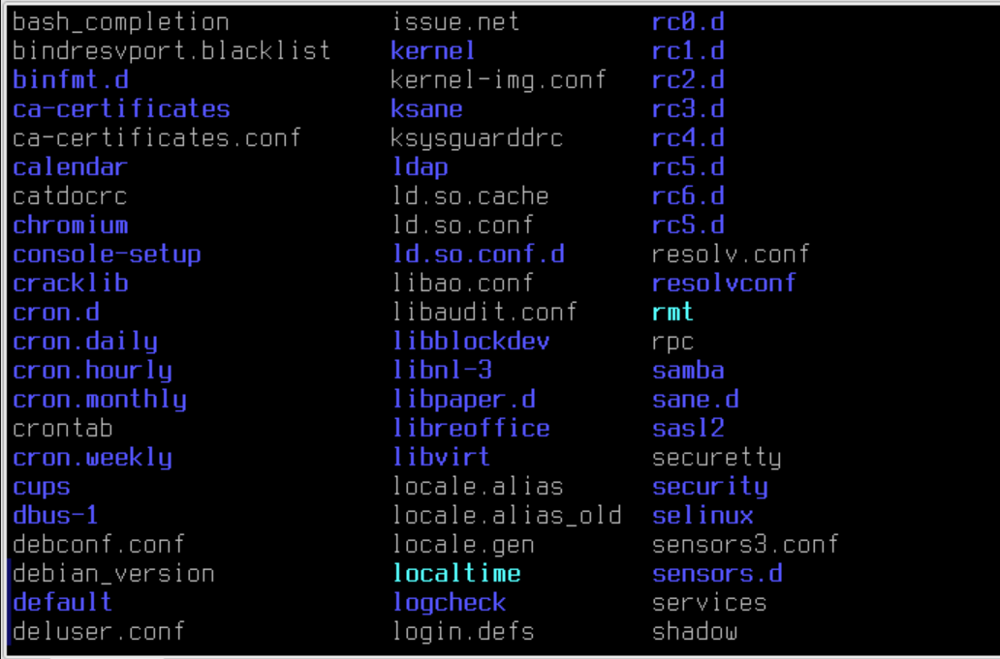 bash_completion issue.net rc0.d
bindresvport.blacklist kernel rc1.d
binfmt.d kernel-img.conf rc2.d
ca-certificates ksane rc3.d
ca-certificates.conf ksysguarddrc rc4.d
calendar ldap rc5.d
catdocrc ld.so.cache rc6.d
chromium ld.so.conf rcS.d
console-setup ld.so.conf.d resolv.conf
cracklib libao.conf resolvconf
cron.d libaudit.conf rmt
cron.daily libblockdev rpc
cron.hourly libnl-3 samba
cron.monthly libpaper.d sane.d
crontab libreoffice sasl2
cron.weekly libvirt securetty
cups locale.alias security
dbus-1 locale.alias_old selinux
debconf.conf locale.gen sensors3.conf
debian_version localtime sensors.d
default logcheck services
deluser.conf login.defs shadow